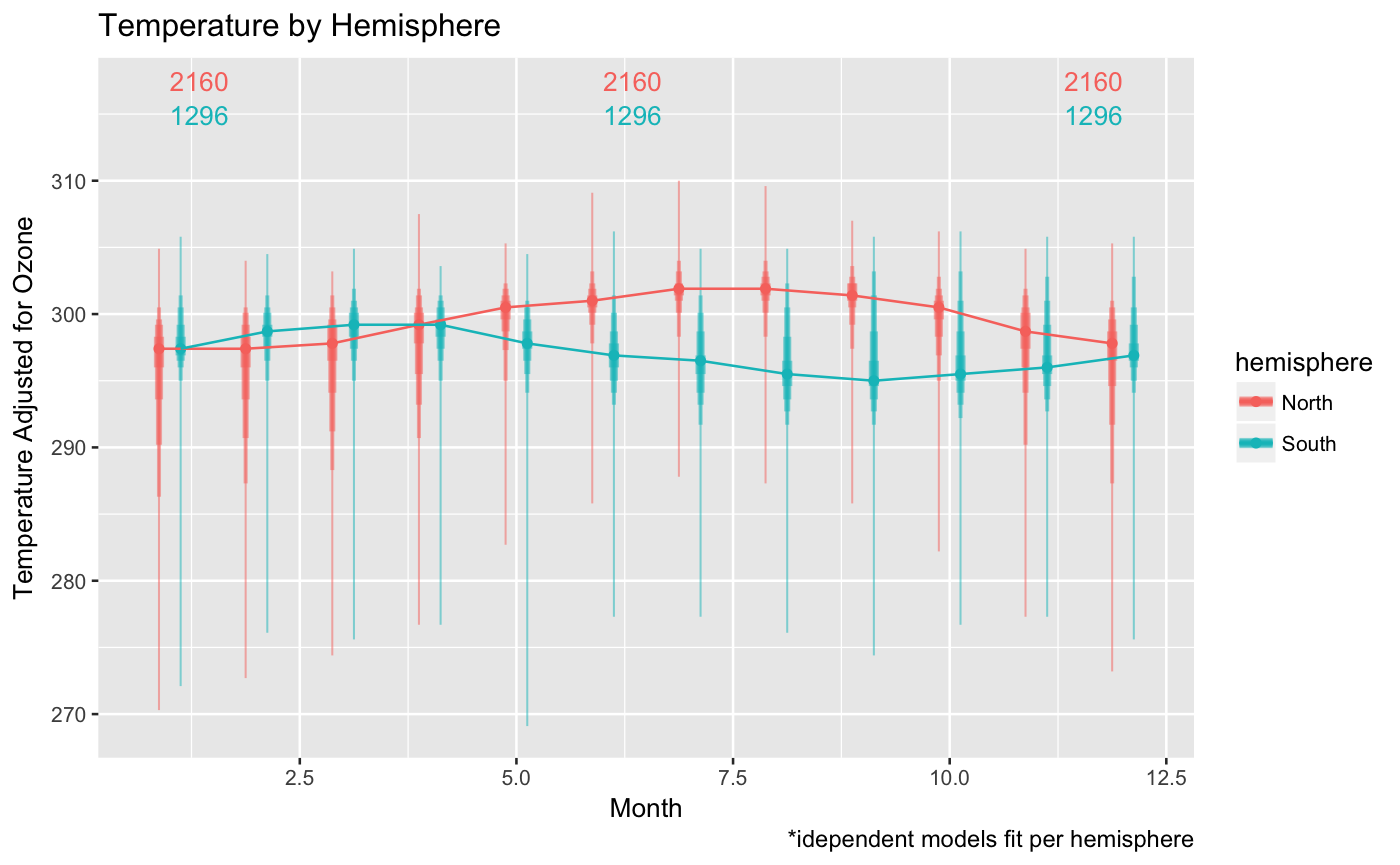 Temperature by Hemisphere
2160 2160 2160
1296 1296 1296
310
300
290
280
270
Temperature Adjusted for Ozone
2.5 5.0 7.5 10.0 12.5
Month
*idependent models fit per hemisphere
hemisphere
North
South